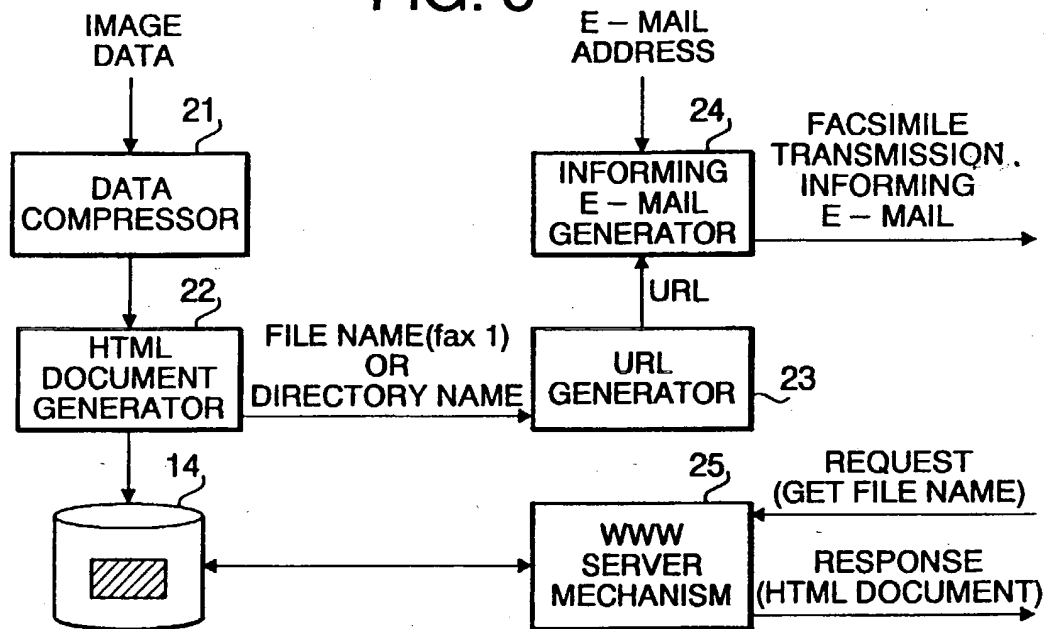 IMAGE
DATA
E – MAIL
ADDRESS
21
DATA
COMPRESSOR
24
INFORMING
E – MAIL
GENERATOR
FACSIMILE
TRANSMISSION
INFORMING
E – MAIL
22
HTML
DOCUMENT
GENERATOR
FILE NAME(fax 1)
OR
DIRECTORY NAME
URL
URL
GENERATOR
23
14
25
WWW
SERVER
MECHANISM
REQUEST
(GET FILE NAME)
RESPONSE
(HTML DOCUMENT)